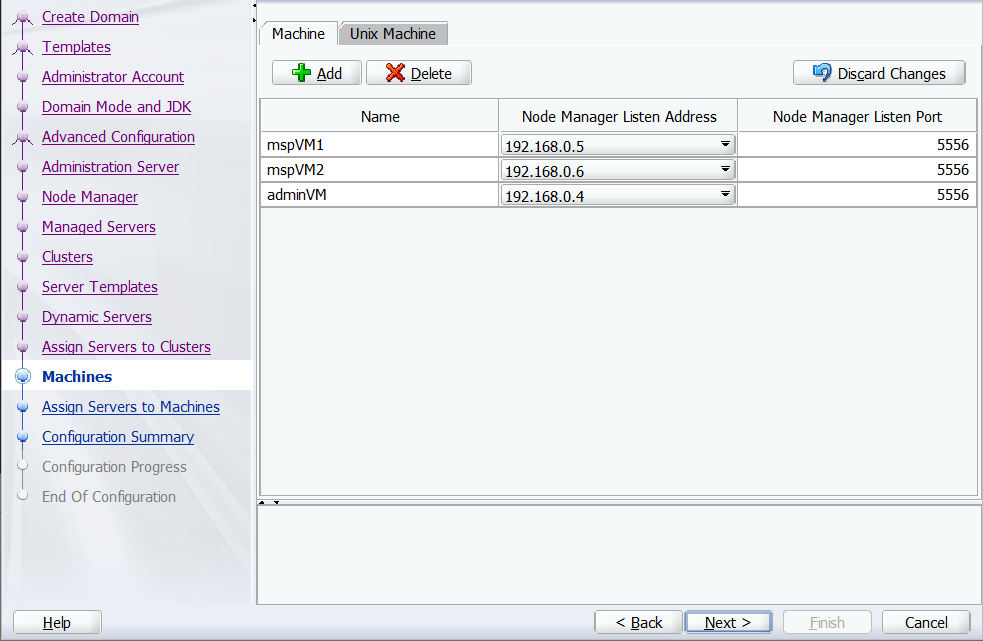 Create Domain
Templates
Administrator Account
Domain Mode and JDK
Advanced Configuration
Administration Server
Node Manager
Managed Servers
Clusters
Server Templates
Dynamic Servers
Assign Servers to Clusters
Machines
Assign Servers to Machines
Configuration Summary
Configuration Progress
End Of Configuration
Machine Unix Machine
Add Delete Discard Changes
Name Node Manager Listen Address Node Manager Listen Port
mspVM1 192.168.0.5 5556
mspVM2 192.168.0.6 5556
adminVM 192.168.0.4 5556
Help < Back Next > Finish Cancel